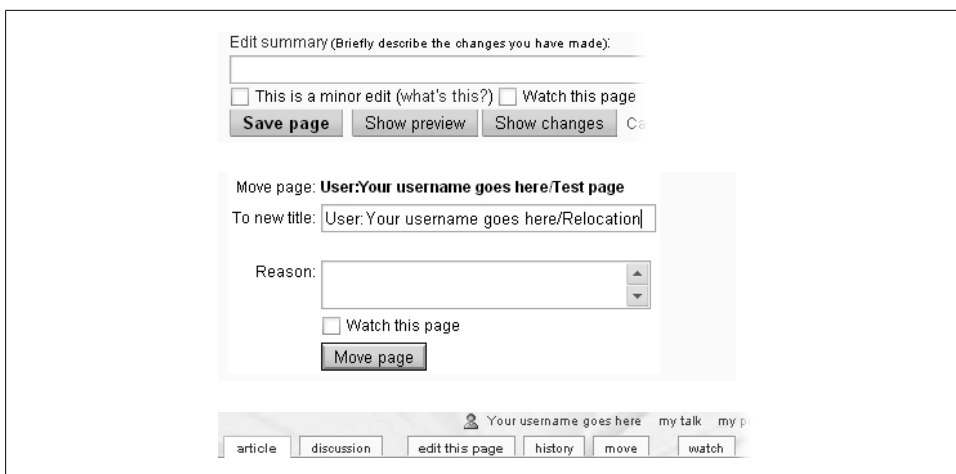 Edit summary (Briefly describe the changes you have made):
This is a minor edit (what's this?) Watch this page
Save page Show preview Show changes
Move page: User:Your username goes here/Test page
To new title: User:Your username goes here/Relocation
Reason:
Watch this page
Move page
Your username goes here my talk my
article discussion edit this page history move watch